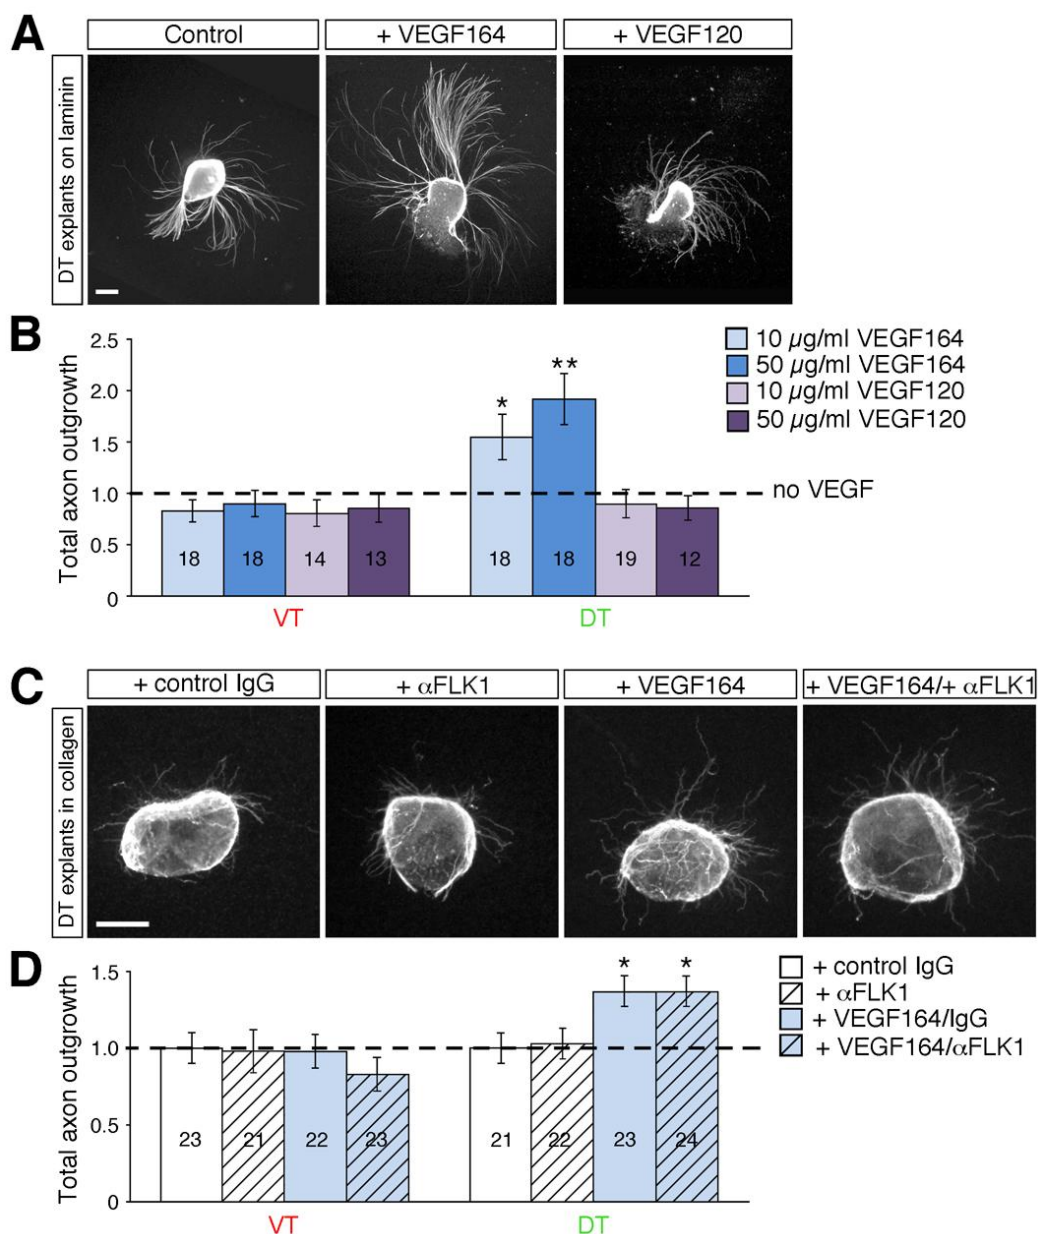 A
Control
+ VEGF164
+ VEGF120
DT explants on laminin
B
Total axon outgrowth
2.5
2.0
1.5
1.0
0.5
0
*
**
no VEGF
18
18
14
13
18
18
19
12
VT
DT
10 µg/ml VEGF164
50 µg/ml VEGF164
10 µg/ml VEGF120
50 µg/ml VEGF120
C
+ control IgG
+ αFLK1
+ VEGF164
+ VEGF164/+ αFLK1
DT explants in collagen
D
Total axon outgrowth
1.5
1.0
0.5
0
*
*
23
21
22
23
21
22
23
24
VT
DT
+ control IgG
+ αFLK1
+ VEGF164/IgG
+ VEGF164/αFLK1